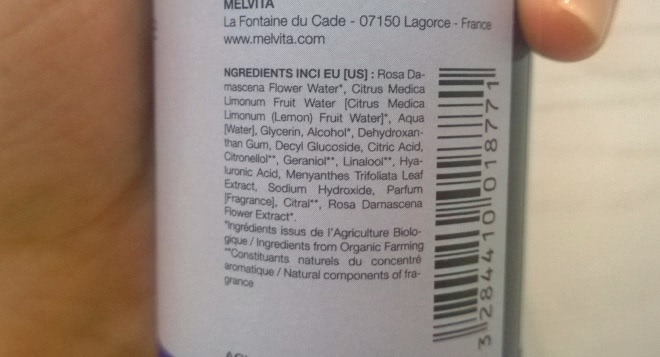 MELVITA
La Fontaine du Cade - 07150 Lagorce - France
www.melvita.com
NGREDIENTS INCI EU [US] : Rosa Da-
mascena Flower Water*, Citrus Medica
Limonum Fruit Water [Citrus Medica
Limonum (Lemon) Fruit Water]*, Aqua
[Water], Glycerin, Alcohol*, Dehydroxan-
than Gum, Decyl Glucoside, Citric Acid,
Citronellol**, Geraniol**, Linalool**, Hya-
luronic Acid, Menyanthes Trifoliata Leaf
Extract, Sodium Hydroxide, Parfum
[Fragrance], Citral**, Rosa Damascena
Flower Extract*.
*Ingrédients issus de l'Agriculture Biolo-
gique / Ingredients from Organic Farming
**Constituants naturels du concentré
aromatique / Natural components of fra-
grance
3 284410 018771